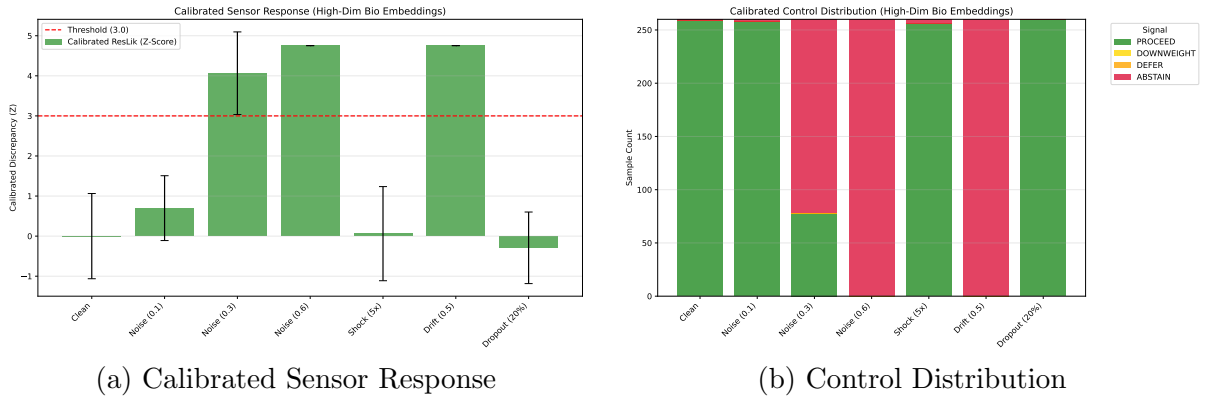 Calibrated Sensor Response (High-Dim Bio Embeddings)
Threshold (3.0)
Calibrated ResLik (Z-Score)
Calibrated Discrepancy (Z)
5
4
3
2
1
0
−1
Clean
Noise (0.1)
Noise (0.3)
Noise (0.6)
Shock (5x)
Drift (0.5)
Dropout (20%)
(a) Calibrated Sensor Response
Calibrated Control Distribution (High-Dim Bio Embeddings)
Sample Count
250
200
150
100
50
0
Clean
Noise (0.1)
Noise (0.3)
Noise (0.6)
Shock (5x)
Drift (0.5)
Dropout (20%)
Signal
PROCEED
DOWNWEIGHT
DEFER
ABSTAIN
(b) Control Distribution